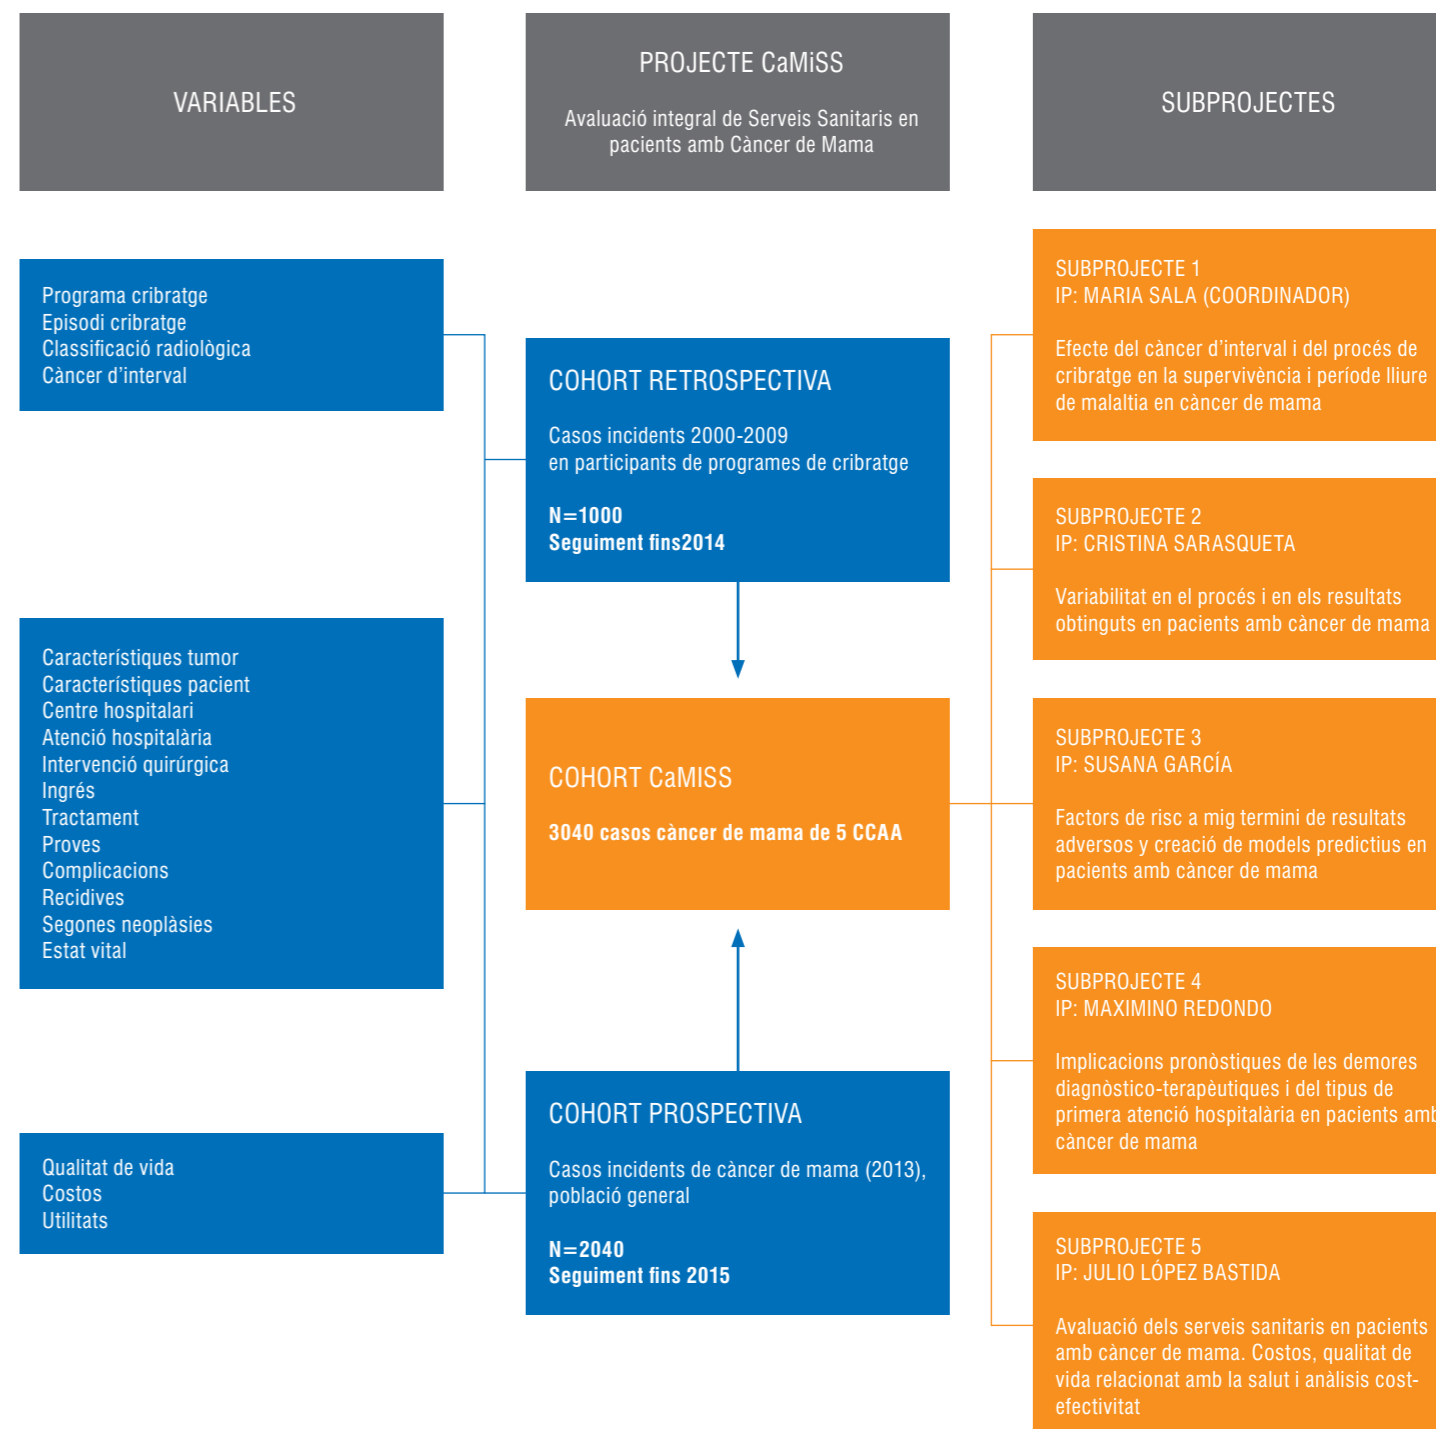 VARIABLES
PROJECTE CaMiSS
Avaluació integral de Serveis Sanitaris en
pacients amb Càncer de Mama
SUBPROJECTES
Programa cribratge
Episodi cribratge
Classificació radiològica
Càncer d'interval
Característiques tumor
Característiques pacient
Centre hospitalari
Atenció hospitalària
Intervenció quirúrgica
Ingrés
Tractament
Proves
Complicacions
Recidives
Segones neoplàsies
Estat vital
Qualitat de vida
Costos
Utilitats
COHORT RETROSPECTIVA
Casos incidents 2000-2009
en participants de programes de cribratge
N=1000
Seguiment fins2014
COHORT CaMISS
3040 casos càncer de mama de 5 CCAA
COHORT PROSPECTIVA
Casos incidents de càncer de mama (2013),
població general
N=2040
Seguiment fins 2015
SUBPROJECTE 1
IP: MARIA SALA (COORDINADOR)
Efecte del càncer d'interval i del procés de
cribratge en la supervivència i període lliure
de malaltia en càncer de mama
SUBPROJECTE 2
IP: CRISTINA SARASQUETA
Variabilitat en el procés i en els resultats
obtinguts en pacients amb càncer de mama
SUBPROJECTE 3
IP: SUSANA GARCÍA
Factors de risc a mig termini de resultats
adversos y creació de models predictius en
pacients amb càncer de mama
SUBPROJECTE 4
IP: MAXIMINO REDONDO
Implicacions pronòstiques de les demores
diagnòstico-terapèutiques i del tipus de
primera atenció hospitalària en pacients amb
càncer de mama
SUBPROJECTE 5
IP: JULIO LÓPEZ BASTIDA
Avaluació dels serveis sanitaris en pacients
amb càncer de mama. Costos, qualitat de
vida relacionat amb la salut i anàlisis cost-
efectivitat